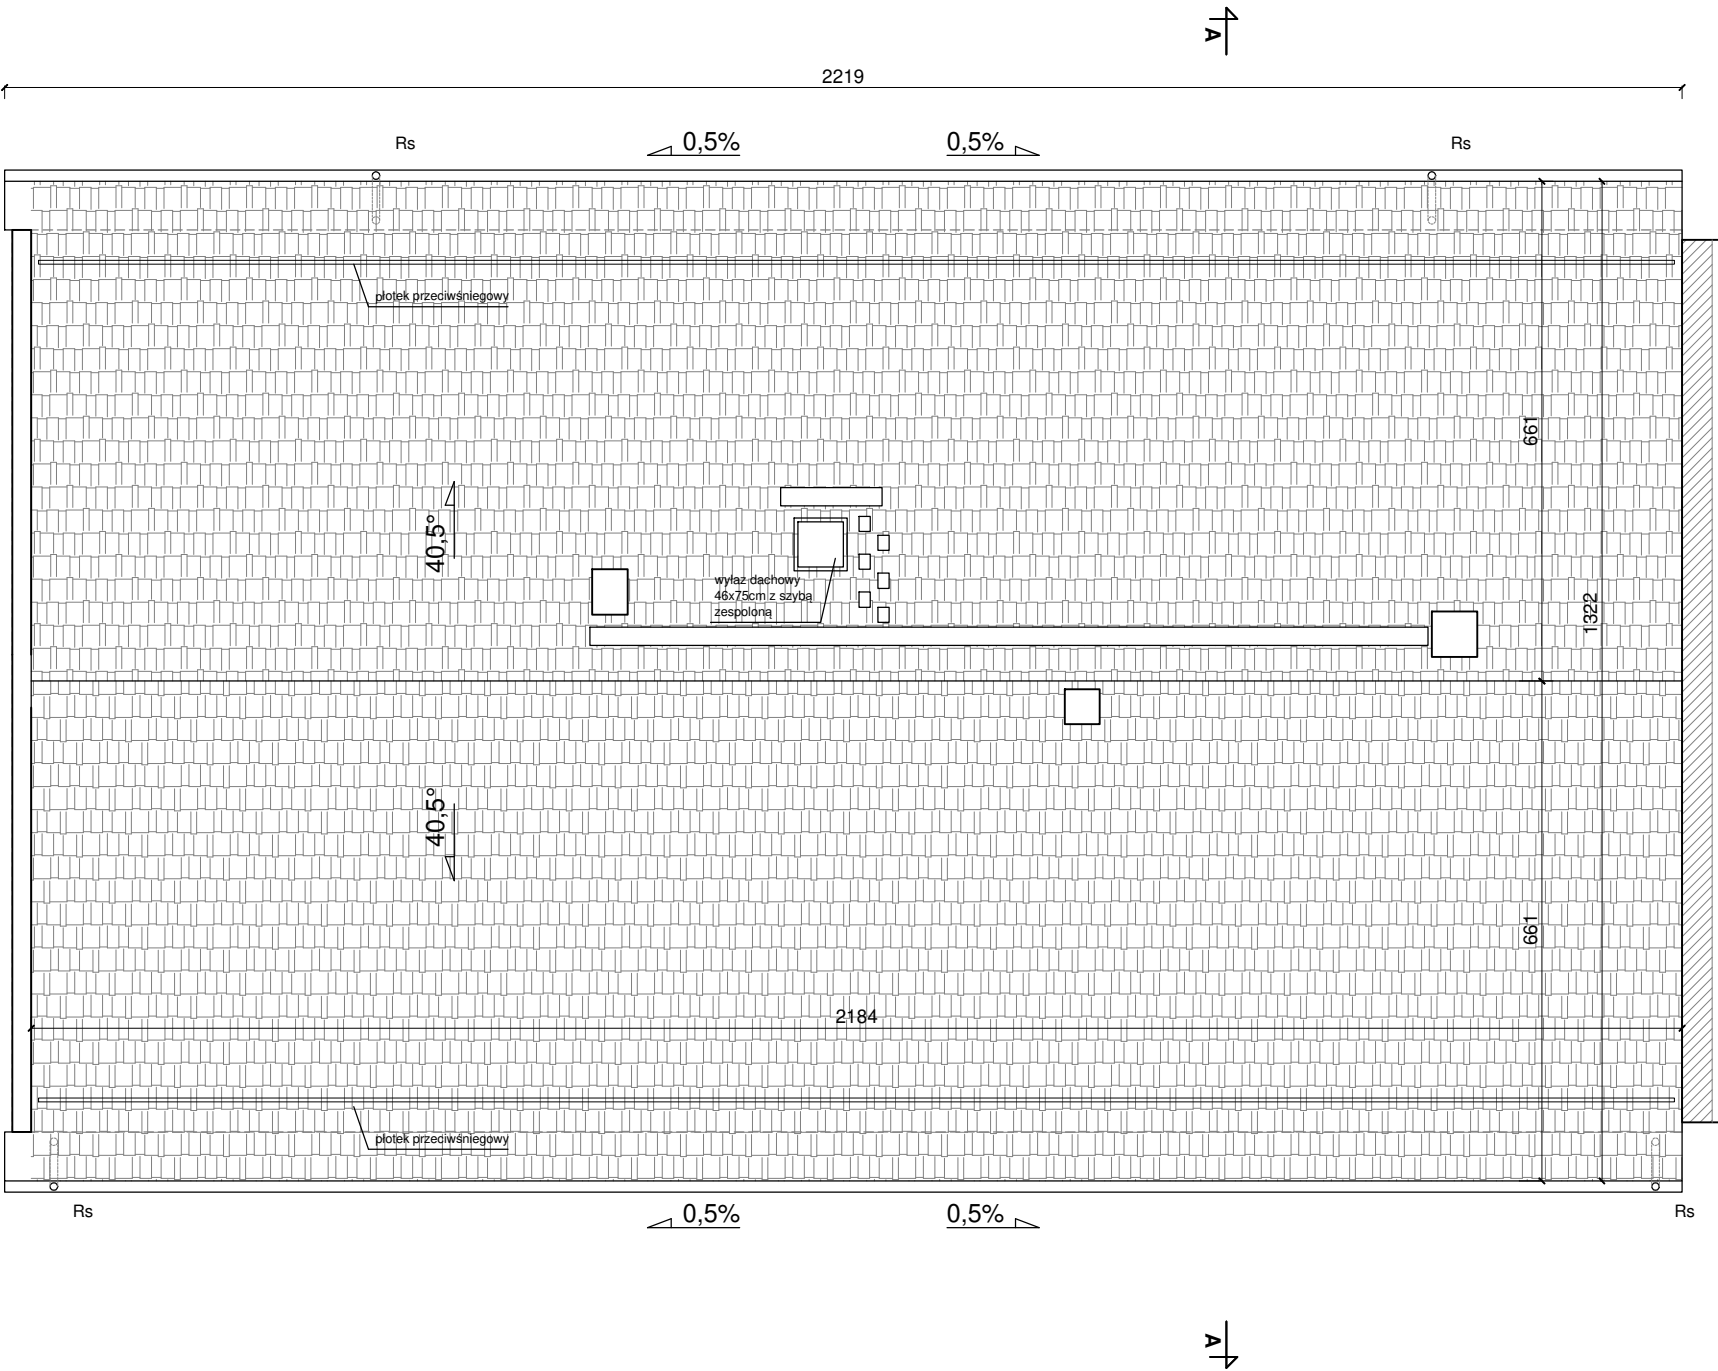 A
2219
Rs
0,5%
0,5%
Rs
płotek przeciwśniegowy
661
40,5°
wyłaz dachowy
46x75cm z szybą
zespoloną
1322
40,5°
661
2184
płotek przeciwśniegowy
Rs
0,5%
0,5%
Rs
A